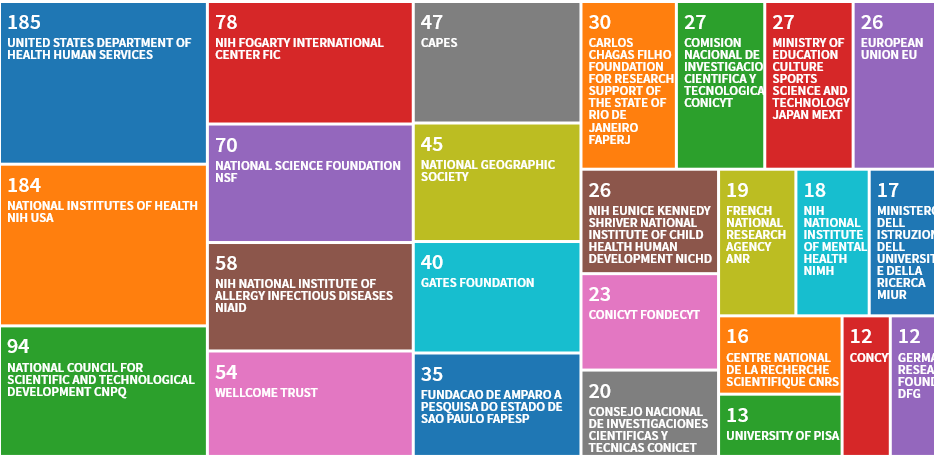 185
UNITED STATES DEPARTMENT OF
HEALTH HUMAN SERVICES
184
NATIONAL INSTITUTES OF HEALTH
NIH USA
94
NATIONAL COUNCIL FOR
SCIENTIFIC AND TECHNOLOGICAL
DEVELOPMENT CNPQ
78
NIH FOGARTY INTERNATIONAL
CENTER FIC
70
NATIONAL SCIENCE FOUNDATION
NSF
58
NIH NATIONAL INSTITUTE OF
ALLERGY INFECTIOUS DISEASES
NIAID
54
WELLCOME TRUST
47
CAPES
45
NATIONAL GEOGRAPHIC
SOCIETY
40
GATES FOUNDATION
35
FUNDACAO DE AMPARO A
PESQUISA DO ESTADO DE
SAO PAULO FAPESP
30
CARLOS
CHAGAS FILHO
FOUNDATION
FOR RESEARCH
SUPPORT OF
THE STATE OF
RIO DE
JANEIRO
FAPERJ
27
COMISION
NACIONAL DE
INVESTIGACIO
CIENTIFICA Y
TECNOLOGICA
CONICYT
27
MINISTRY OF
EDUCATION
CULTURE
SPORTS
SCIENCE AND
TECHNOLOGY
JAPAN MEXT
26
EUROPEAN
UNION EU
26
NIH EUNICE KENNEDY
SHRIVER NATIONAL
INSTITUTE OF CHILD
HEALTH HUMAN
DEVELOPMENT NICHD
23
CONICYT FONDECYT
20
CONSEJO NACIONAL
DE INVESTIGACIONES
CIENTIFICAS Y
TECNICAS CONICET
19
FRENCH
NATIONAL
RESEARCH
AGENCY
ANR
18
NIH
NATIONAL
INSTITUTE
OF MENTAL
HEALTH
NIMH
17
MINISTERO
DELL
ISTRUZION
DELL
UNIVERSIT
E DELLA
RICERCA
MIUR
16
CENTRE NATIONAL
DE LA RECHERCHE
SCIENTIFIQUE CNRS
13
UNIVERSITY OF PISA
12
CONCY
12
GERMA
RESEA
FOUND
DFG